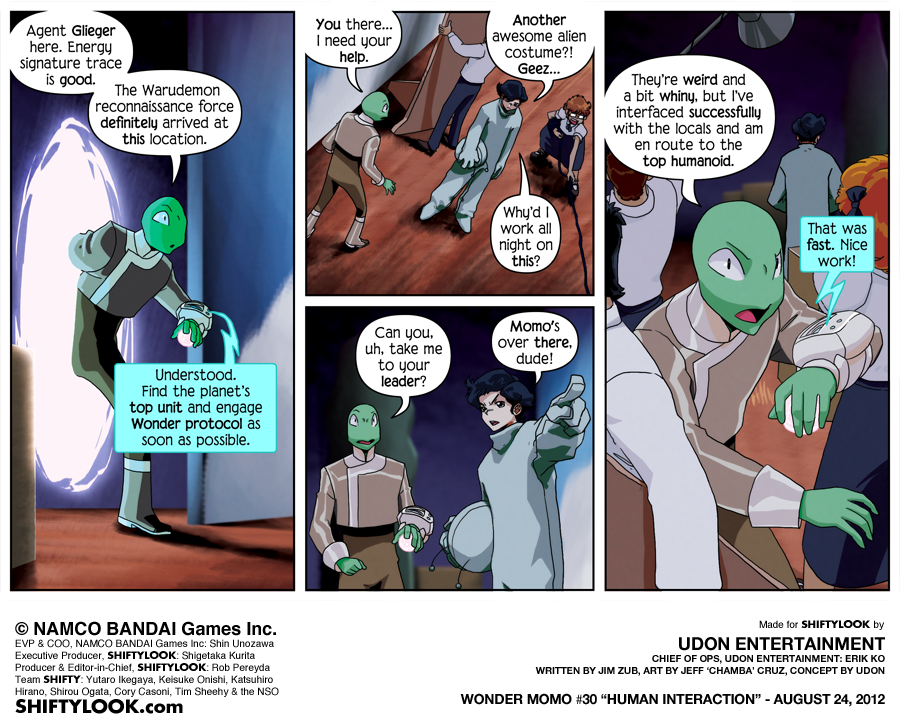 Agent Glieger
here. Energy
signature trace
is good.
The Warudemon
reconnaissance force
definitely arrived at
this location.
Understood.
Find the planet's
top unit and engage
Wonder protocol as
soon as possible.
You there...
I need your
help.
Another
awesome alien
costume?!
Geez...
Why'd I
work all
night on
this?
Can you,
uh, take me
to your
leader?
Momo's
over there,
dude!
They're weird and
a bit whiny, but I've
interfaced successfully
with the locals and am
en route to the
top humanoid.
That was
fast. Nice
work!
© NAMCO BANDAI Games Inc.
EVP & COO, NAMCO BANDAI Games Inc: Shin Unozawa
Executive Producer, SHIFTYLOOK: Shigetaka Kurita
Producer & Editor-in-Chief, SHIFTYLOOK: Rob Pereyda
Team SHIFTY: Yutaro Ikegaya, Keisuke Onishi, Katsuhiro
Hirano, Shirou Ogata, Cory Casoni, Tim Sheehy & the NSO
SHIFTYLOOK.com
Made for SHIFTYLOOK by
UDON ENTERTAINMENT
CHIEF OF OPS, UDON ENTERTAINMENT: ERIK KO
WRITTEN BY JIM ZUB, ART BY JEFF 'CHAMBA' CRUZ, CONCEPT BY UDON
WONDER MOMO #30 "HUMAN INTERACTION" - AUGUST 24, 2012